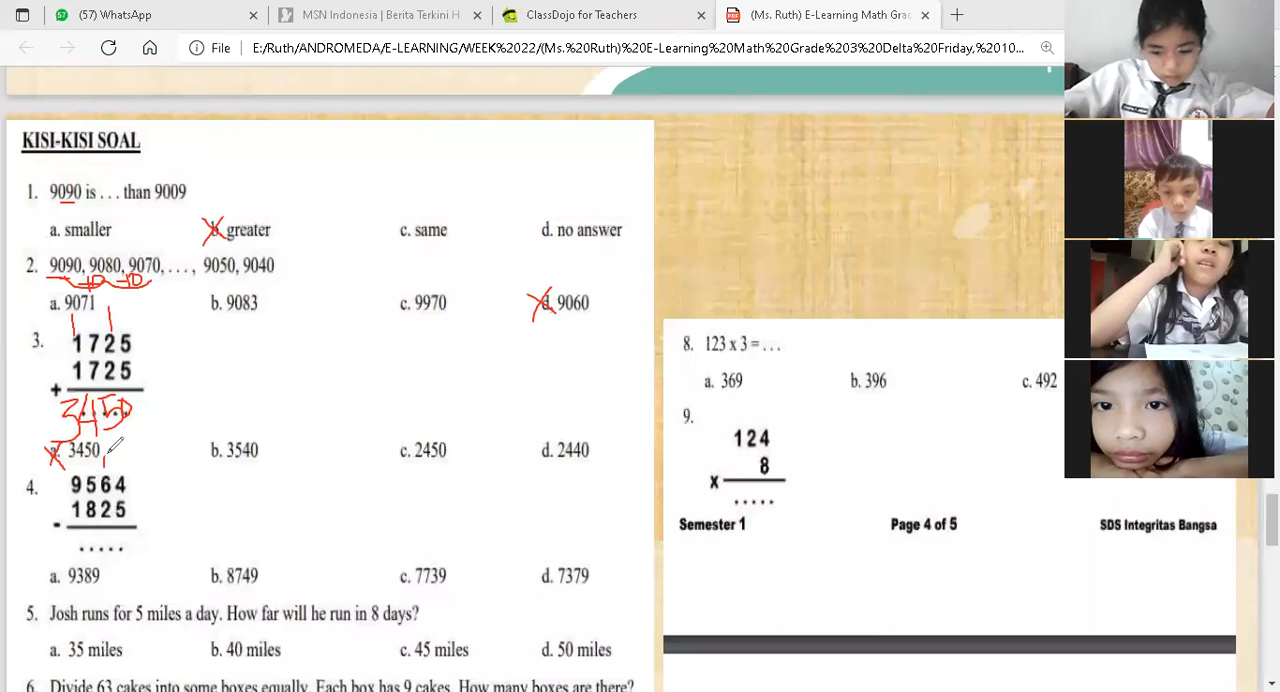 (57) WhatsApp
MSN Indonesia | Berita Terkini H
ClassDojo for Teachers
(Ms. Ruth) E-Learning Math Gra
File
E:/Ruth/ANDROMEDA/E-LEARNING/WEEK%2022/(Ms.%20Ruth)%20E-Learning%20Math%20Grade%203%20Delta%20Friday,%2010...
KISI-KISI SOAL
1. 9090 is . . . than 9009
a. smaller b. greater c. same d. no answer
2. 9090, 9080, 9070, . . . , 9050, 9040
-10 -10
a. 9071 b. 9083 c. 9970 d. 9060
1 1
3. 1725
1725
+
3450
a. 3450 b. 3540 c. 2450 d. 2440
4. 9564
1825
-
. . . . .
a. 9389 b. 8749 c. 7739 d. 7379
5. Josh runs for 5 miles a day. How far will he run in 8 days?
a. 35 miles b. 40 miles c. 45 miles d. 50 miles
6. Divide 63 cakes into some boxes equally. Each box has 9 cakes. How many boxes are there?
8. 123 x 3 = . . .
a. 369 b. 396 c. 492
9.
124
8
x
. . . . .
Semester 1 Page 4 of 5 SDS Integritas Bangsa